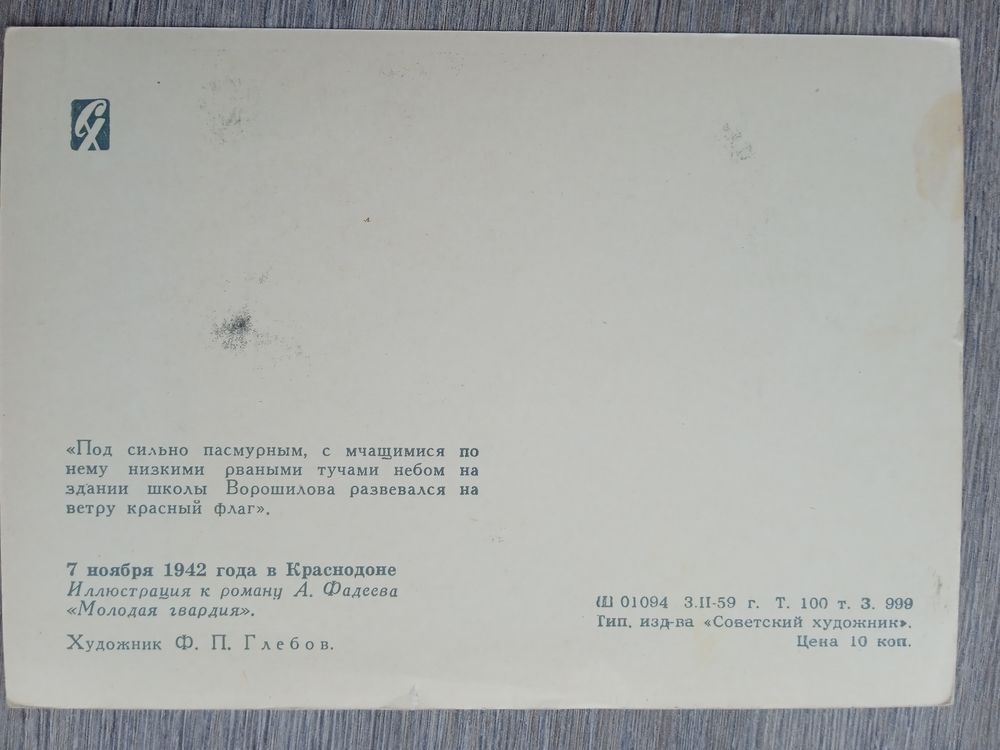 СХ
«Под сильно пасмурным, с мчащимися по
нему низкими рваными тучами небом на
здании школы Ворошилова развевался на
ветру красный флаг».
7 ноября 1942 года в Краснодоне
Иллюстрация к роману А. Фадеева
«Молодая гвардия».
Художник Ф. П. Глебов.
Ш 01094 3.II-59 г. Т. 100 т. З. 999
Тип. изд-ва «Советский художник».
Цена 10 коп.